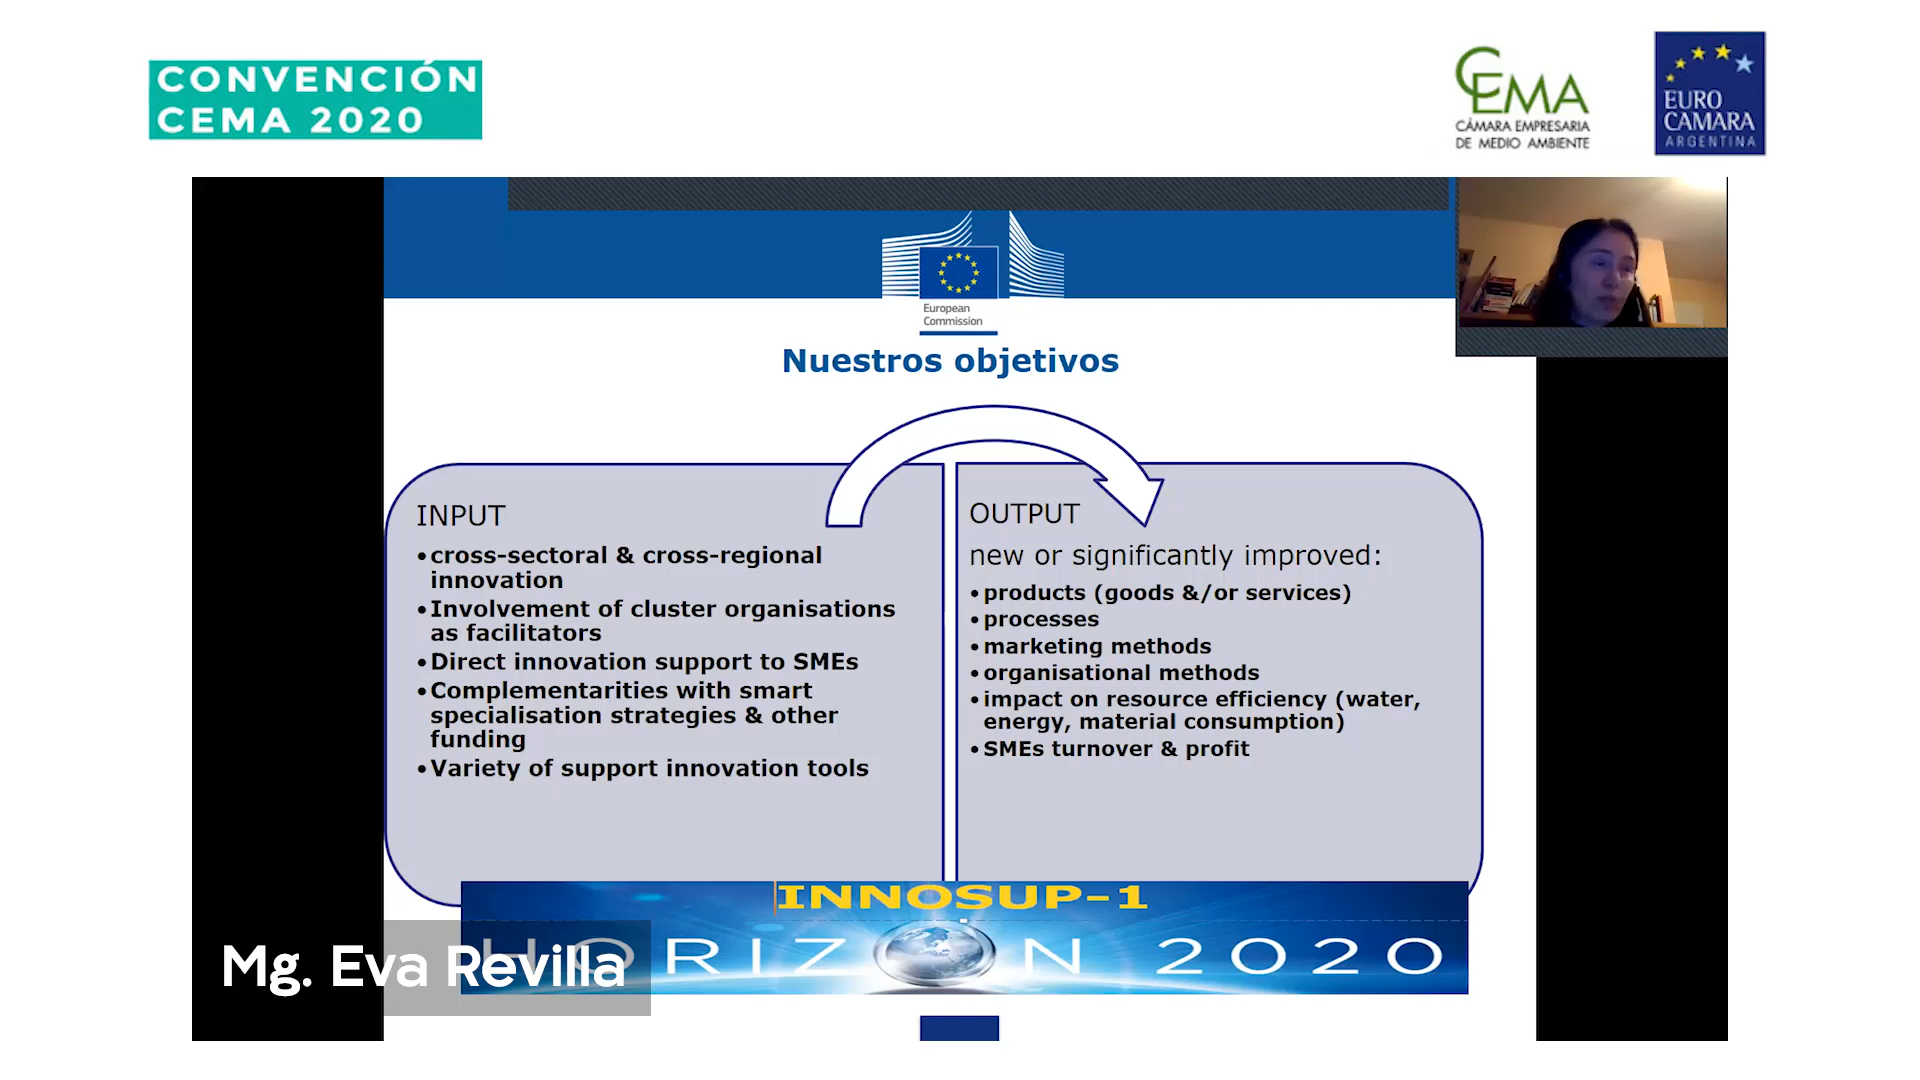 CONVENCIÓN
CEMA 2020
CEMA
CÁMARA EMPRESARIA
DE MEDIO AMBIENTE
EURO
CAMARA
ARGENTINA
European
Commission
Nuestros objetivos
INPUT
•cross-sectoral & cross-regional
innovation
•Involvement of cluster organisations
as facilitators
•Direct innovation support to SMEs
•Complementarities with smart
specialisation strategies & other
funding
•Variety of support innovation tools
OUTPUT
new or significantly improved:
•products (goods &/or services)
•processes
•marketing methods
•organisational methods
•impact on resource efficiency (water,
energy, material consumption)
•SMEs turnover & profit
INNOSUP-1
HORIZON 2020
Mg. Eva Revilla